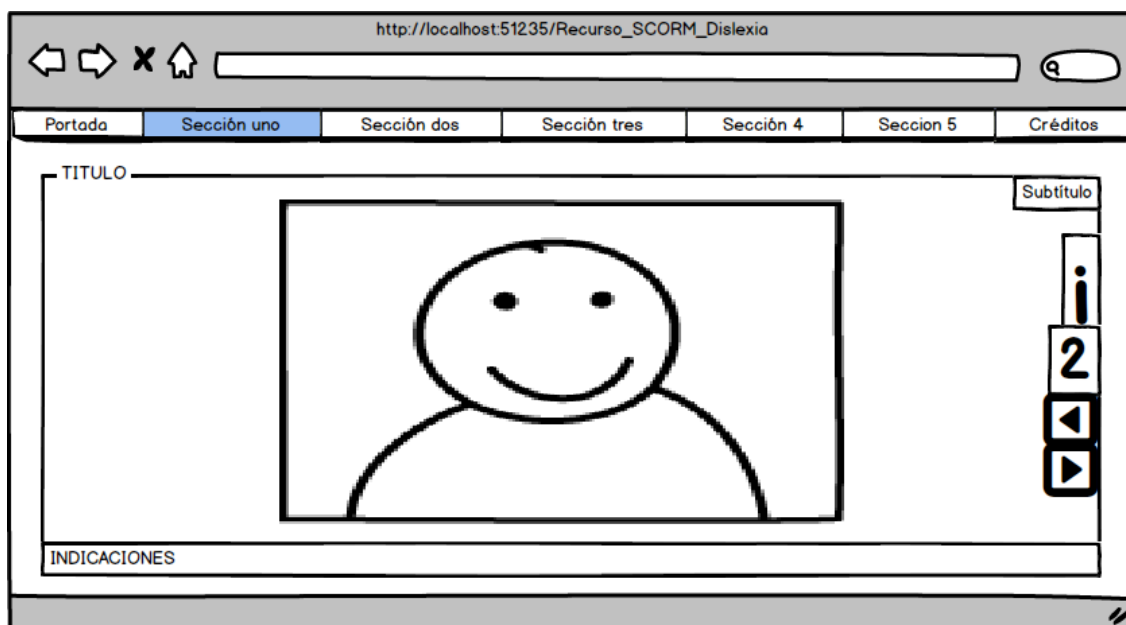 http://localhost:51235/Recurso_SCORM_Dislexia
Portada Sección uno Sección dos Sección tres Sección 4 Seccion 5 Créditos
TITULO
Subtítulo
i
2
INDICACIONES